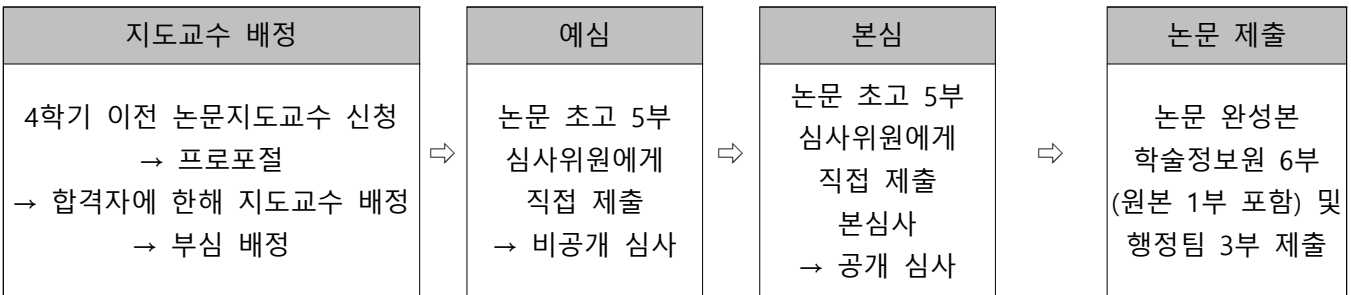 지도교수 배정
4학기 이전 논문지도교수 신청
→ 프로포절
→ 합격자에 한해 지도교수 배정
→ 부심 배정
⇨
예심
논문 초고 5부
심사위원에게
직접 제출
→ 비공개 심사
⇨
본심
논문 초고 5부
심사위원에게
직접 제출
본심사
→ 공개 심사
⇨
논문 제출
논문 완성본
학술정보원 6부
(원본 1부 포함) 및
행정팀 3부 제출